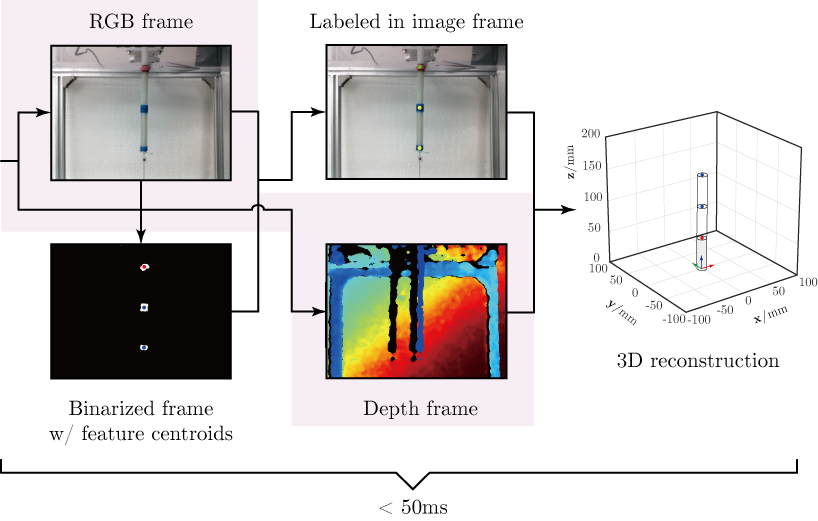 RGB frame
Labeled in image frame
Binarized frame
w/ feature centroids
Depth frame
200
150
100
50
0
z/mm
100
50
0
-50
-100
y/mm
-100
-50
0
50
100
x/mm
3D reconstruction
< 50ms